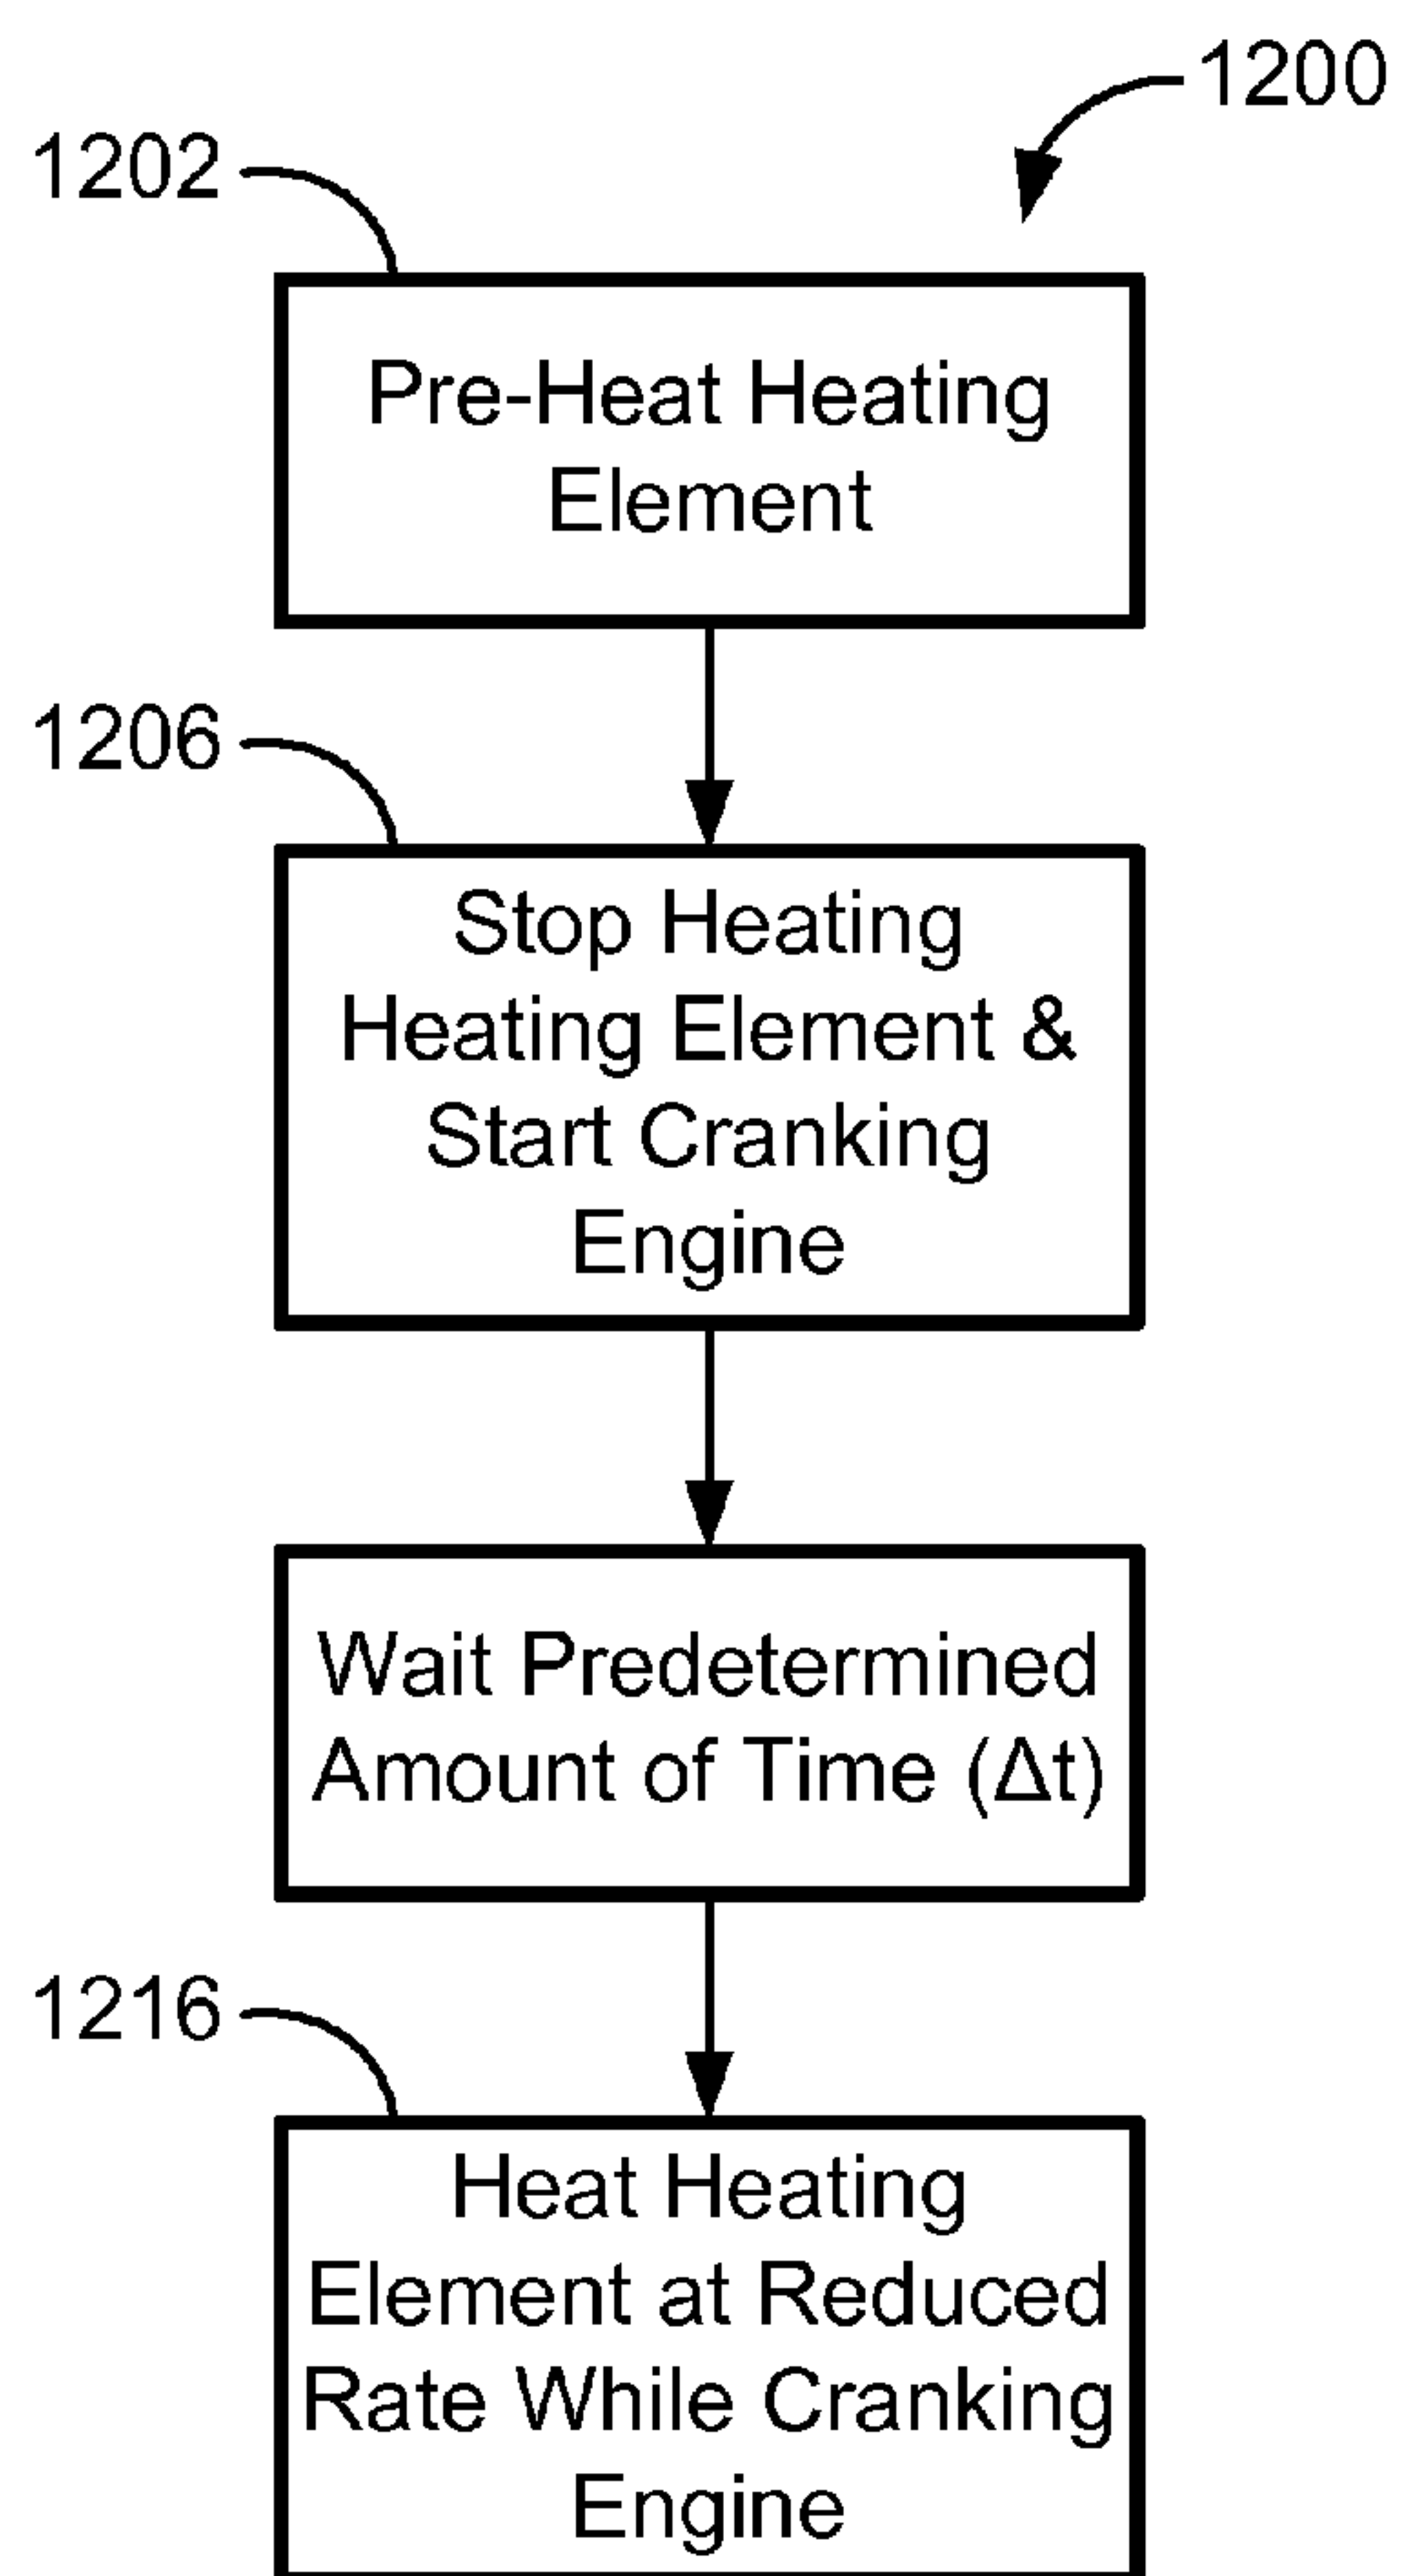 1200
1202
Pre-Heat Heating
Element
1206
Stop Heating
Heating Element &
Start Cranking
Engine
Wait Predetermined
Amount of Time (Δt)
1216
Heat Heating
Element at Reduced
Rate While Cranking
Engine